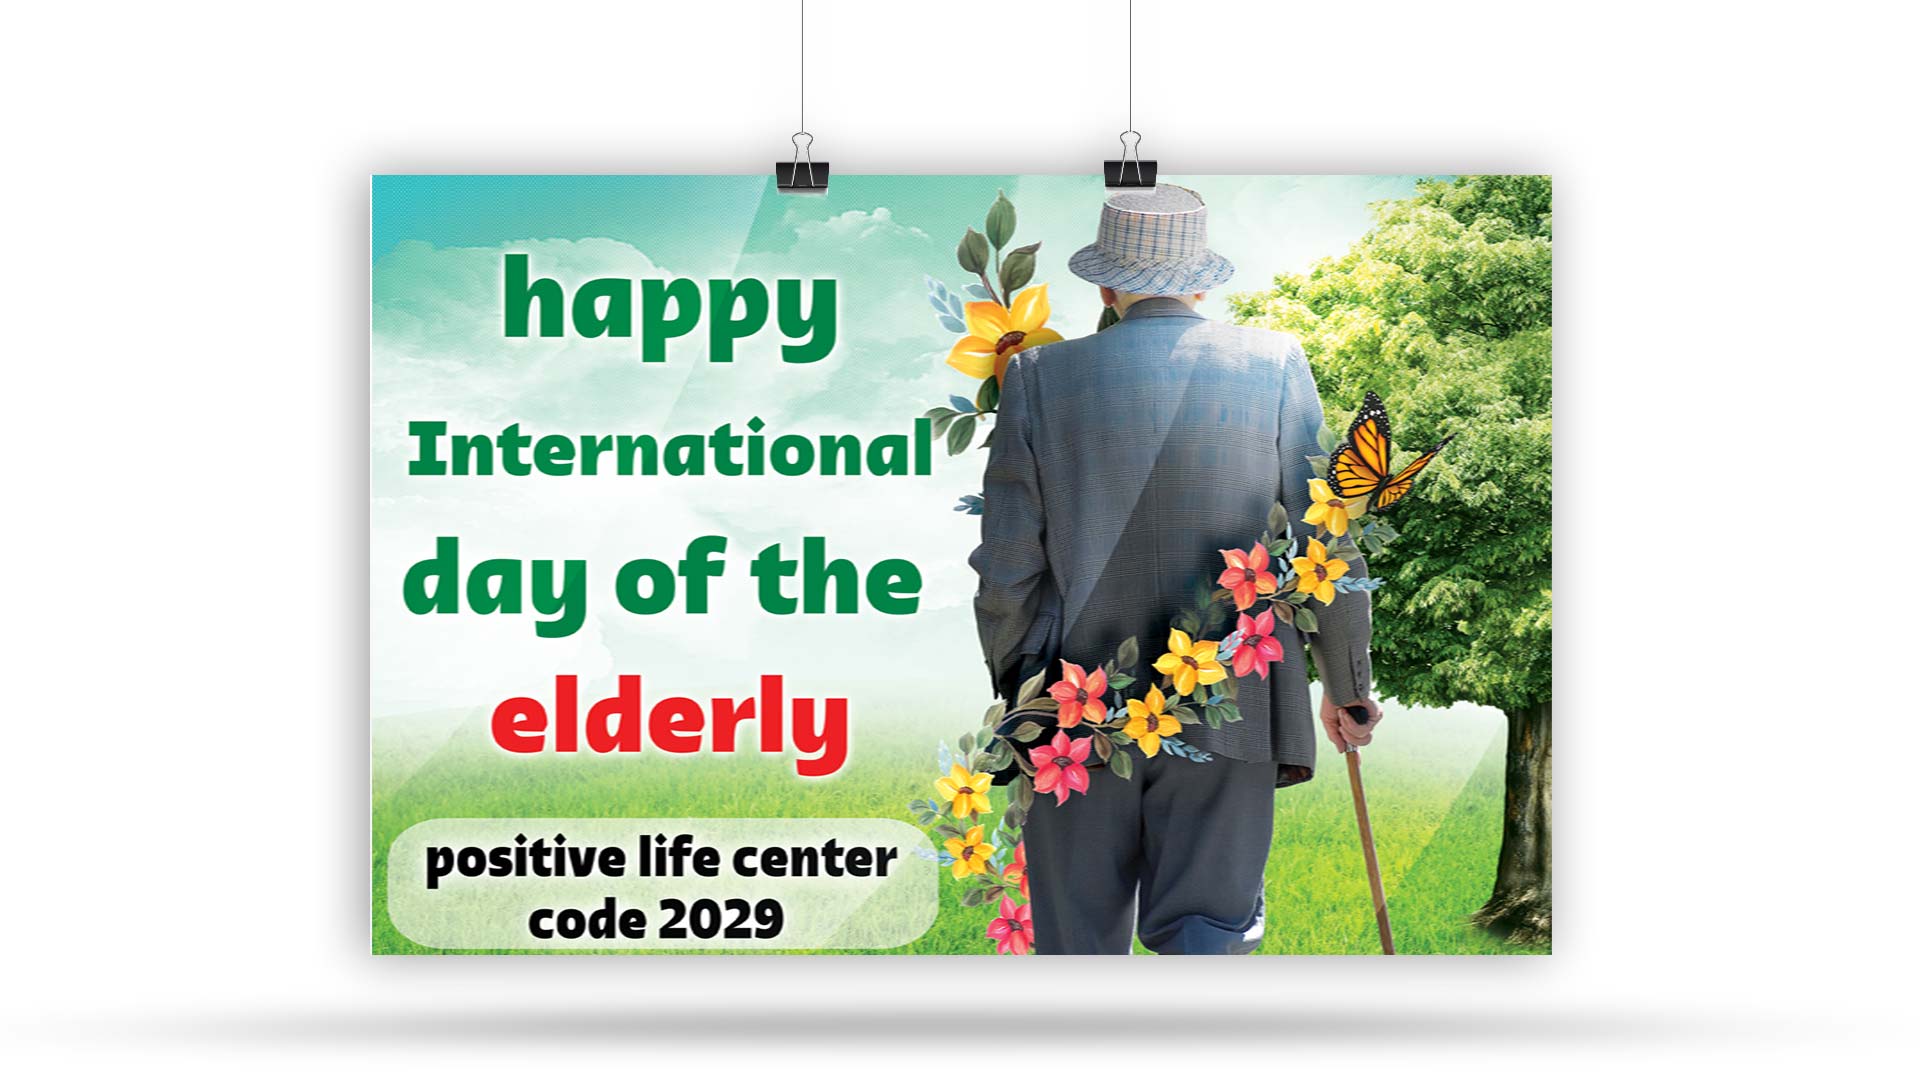 happy
International
day of the
elderly
positive life center
code 2029